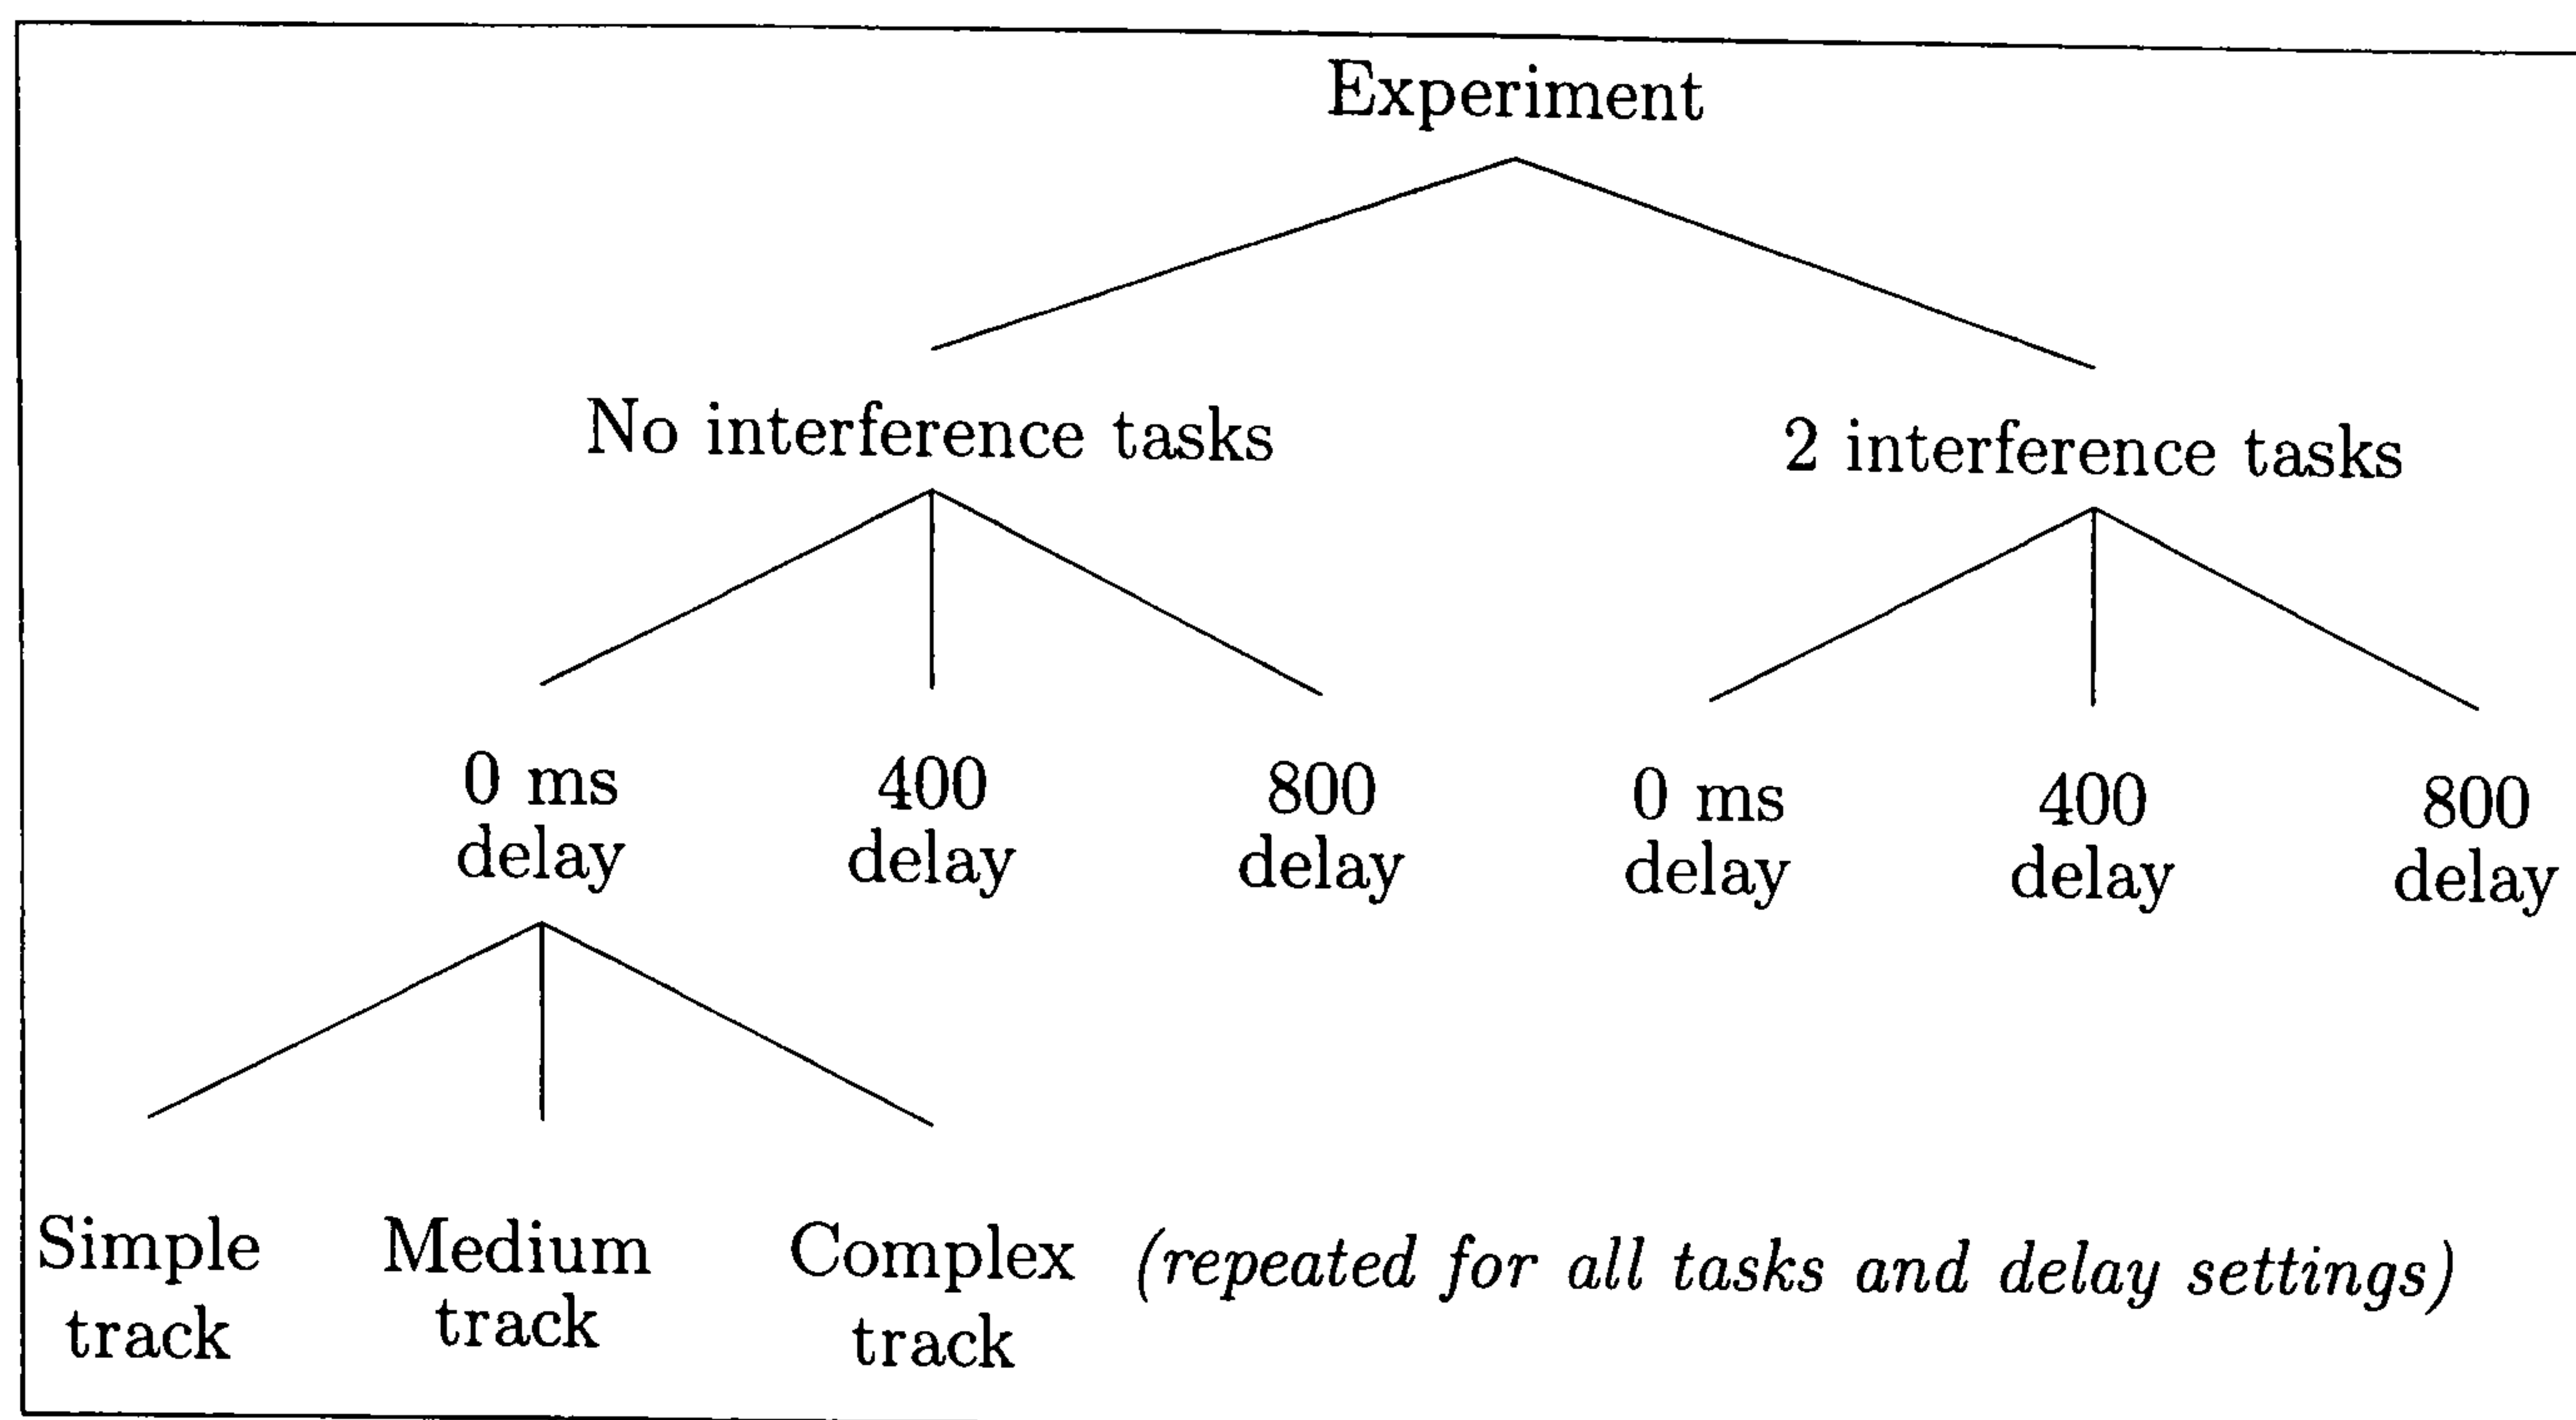 Experiment
No interference tasks
2 interference tasks
0 ms
delay
400
delay
800
delay
0 ms
delay
400
delay
800
delay
Simple
track
Medium
track
Complex
track
(repeated for all tasks and delay settings)